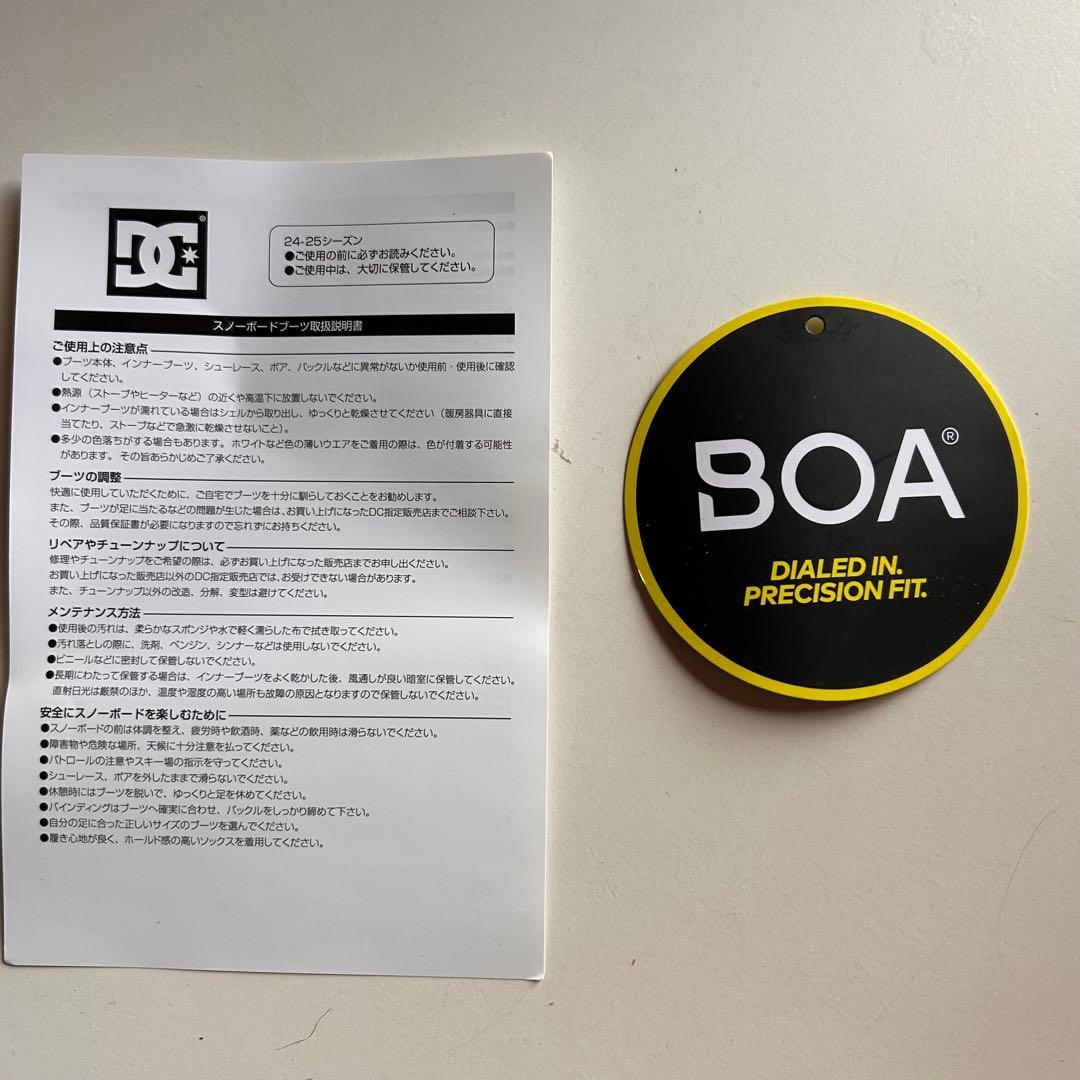 DC®
24-25シーズン
●ご使用の前に必ずお読みください。
●ご使用中は、大切に保管してください。
スノーボードブーツ取扱説明書
ご使用上の注意点
●ブーツ本体、インナーブーツ、シューレース、ボア、バックルなどに異常がないか使用前・使用後に確認
してください。
●熱源（ストーブやヒーターなど）の近くや高温下に放置しないでください。
●インナーブーツが濡れている場合はシェルから取り出し、ゆっくりと乾燥させてください（暖房器具に直接
当てたり、ストーブなどで急激に乾燥させないこと）。
●多少の色落ちがする場合もあります。ホワイトなど色の薄いウエアをご着用の際は、色が付着する可能性
があります。その旨あらかじめご了承ください。
ブーツの調整
快適に使用していただくために、ご自宅でブーツを十分に馴らしておくことをお勧めします。
また、ブーツが足に当たるなどの問題が生じた場合は、お買い上げになったDC指定販売店までご相談下さい。
その際、品質保証書が必要になりますので忘れずにお持ちください。
リペアやチューンナップについて
修理やチューンナップをご希望の際は、必ずお買い上げになった販売店までお申し出ください。
お買い上げになった販売店以外のDC指定販売店では、お受けできない場合があります。
また、チューンナップ以外の改造、分解、変型は避けてください。
メンテナンス方法
●使用後の汚れは、柔らかなスポンジや水で軽く濡らした布で拭き取ってください。
●汚れ落としの際に、洗剤、ベンジン、シンナーなどは使用しないでください。
●ビニールなどに密封して保管しないでください。
●長期にわたって保管する場合は、インナーブーツをよく乾かした後、風通しが良い暗室に保管してください。
直射日光は厳禁のほか、温度や湿度の高い場所も故障の原因となりますので保管しないでください。
安全にスノーボードを楽しむために
●スノーボードの前は体調を整え、疲労時や飲酒時、薬などの飲用時は滑らないでください。
●障害物や危険な場所、天候に十分注意を払ってください。
●パトロールの注意やスキー場の指示を守ってください。
●シューレース、ボアを外したままで滑らないでください。
●休憩時にはブーツを脱いで、ゆっくりと足を休めてください。
●バインディングはブーツへ確実に合わせ、バックルをしっかり締めて下さい。
●自分の足に合った正しいサイズのブーツを選んでください。
●履き心地が良く、ホールド感の高いソックスを着用してください。
BOA®
DIALED IN.
PRECISION FIT.